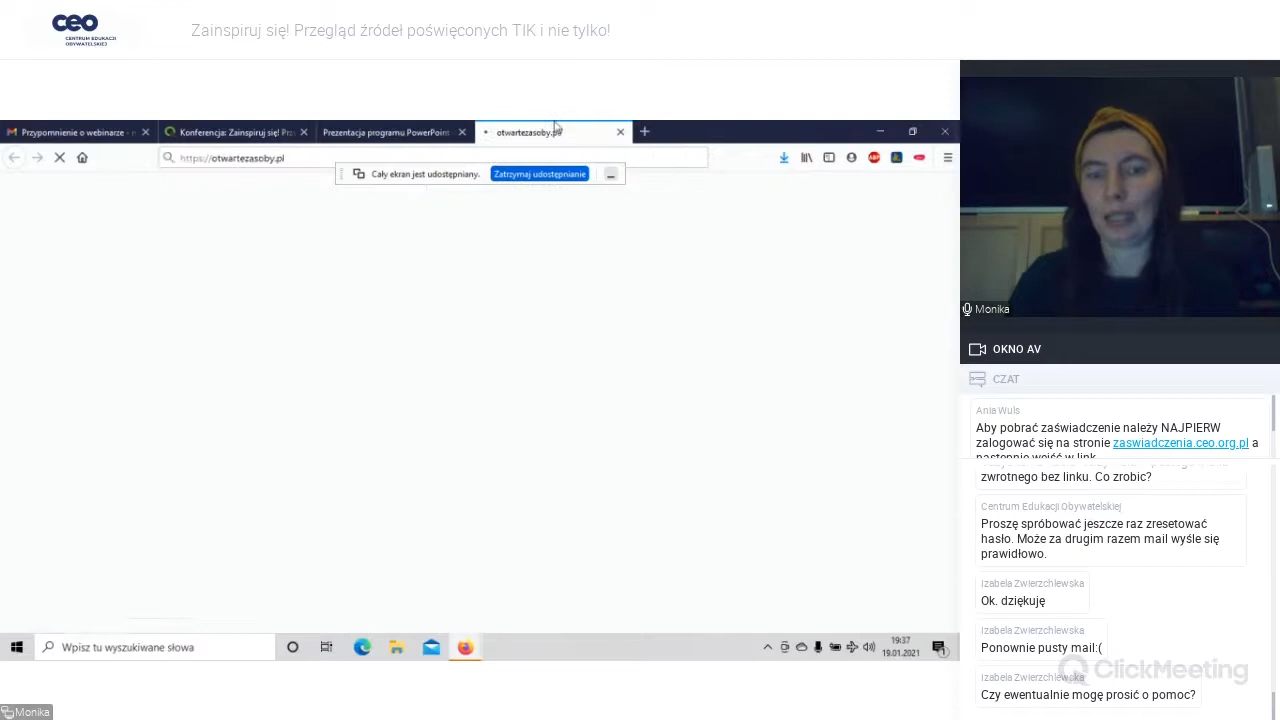 ceo
CENTRUM EDUKACJI
OBYWATELSKIEJ
Zainspiruj się! Przegląd źródeł poświęconych TIK i nie tylko!
Przypomnienie o webinarze -
Konferencja: Zainspiruj się!
Prezentacja programu PowerPoint
otwartezasoby.pl
https://otwartezasoby.pl
ABP
Cały ekran jest udostępniany.
Zatrzymaj udostępnianie
Monika
OKNO AV
CZAT
Ania Wuls
Aby pobrać zaświadczenie należy NAJPIERW
zalogować się na stronie zaswiadczenia.ceo.org.pl a
następnie wejść w link
zwrotnego bez linku. Co zrobic?
Centrum Edukacji Obywatelskiej
Proszę spróbować jeszcze raz zresetować
hasło. Może za drugim razem mail wyśle się
prawidłowo.
Izabela Zwierzchlewska
Ok. dziękuję
Izabela Zwierzchlewska
Ponownie pusty mail:(
Izabela Zwierzchlewska
Czy ewentualnie mogę prosić o pomoc?
ClickMeeting
Wpisz tu wyszukiwane słowa
19:37
19.01.2021
1
Monika